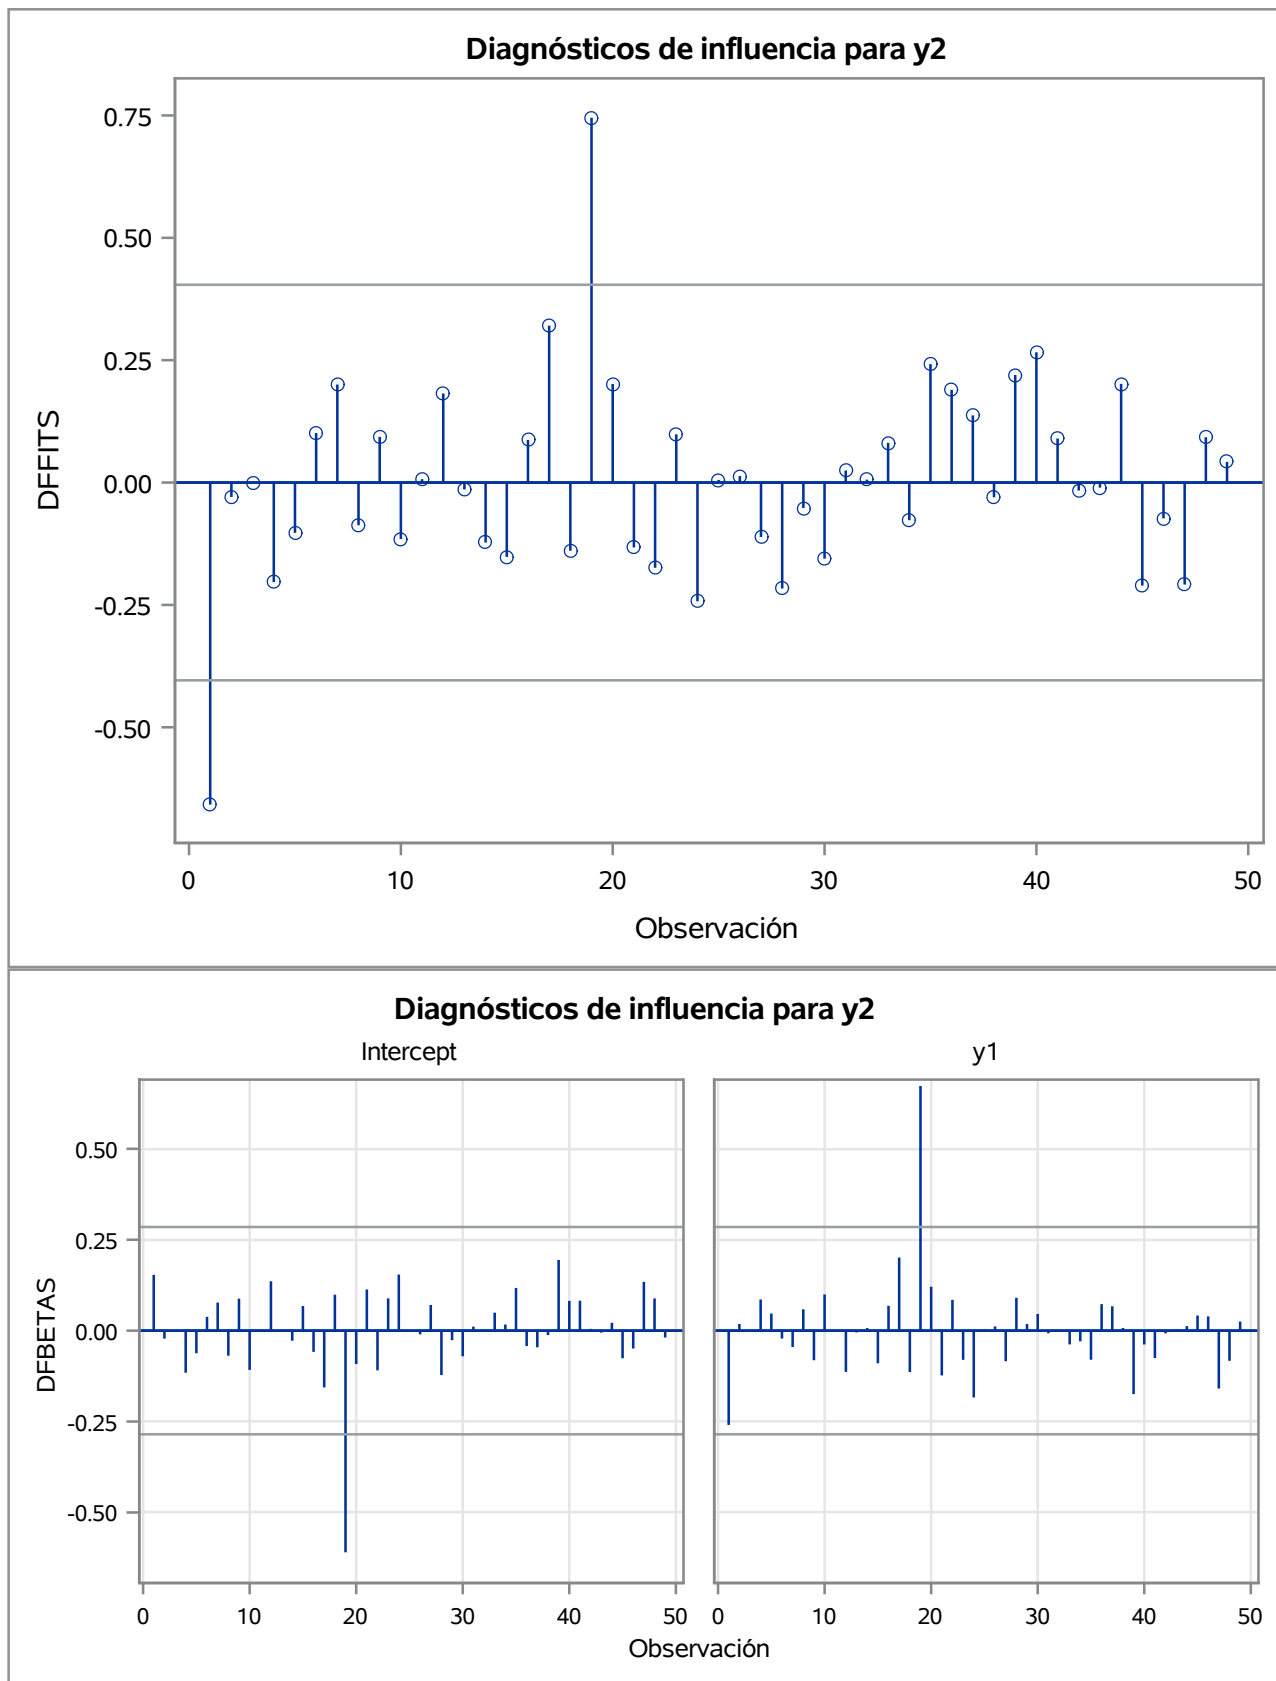 Diagnósticos de influencia para y2
DFFITS
0.75
0.50
0.25
0.00
-0.25
-0.50
0 10 20 30 40 50
Observación
Diagnósticos de influencia para y2
Intercept y1
DFBETAS
0.50
0.25
0.00
-0.25
-0.50
0 10 20 30 40 50 0 10 20 30 40 50
Observación